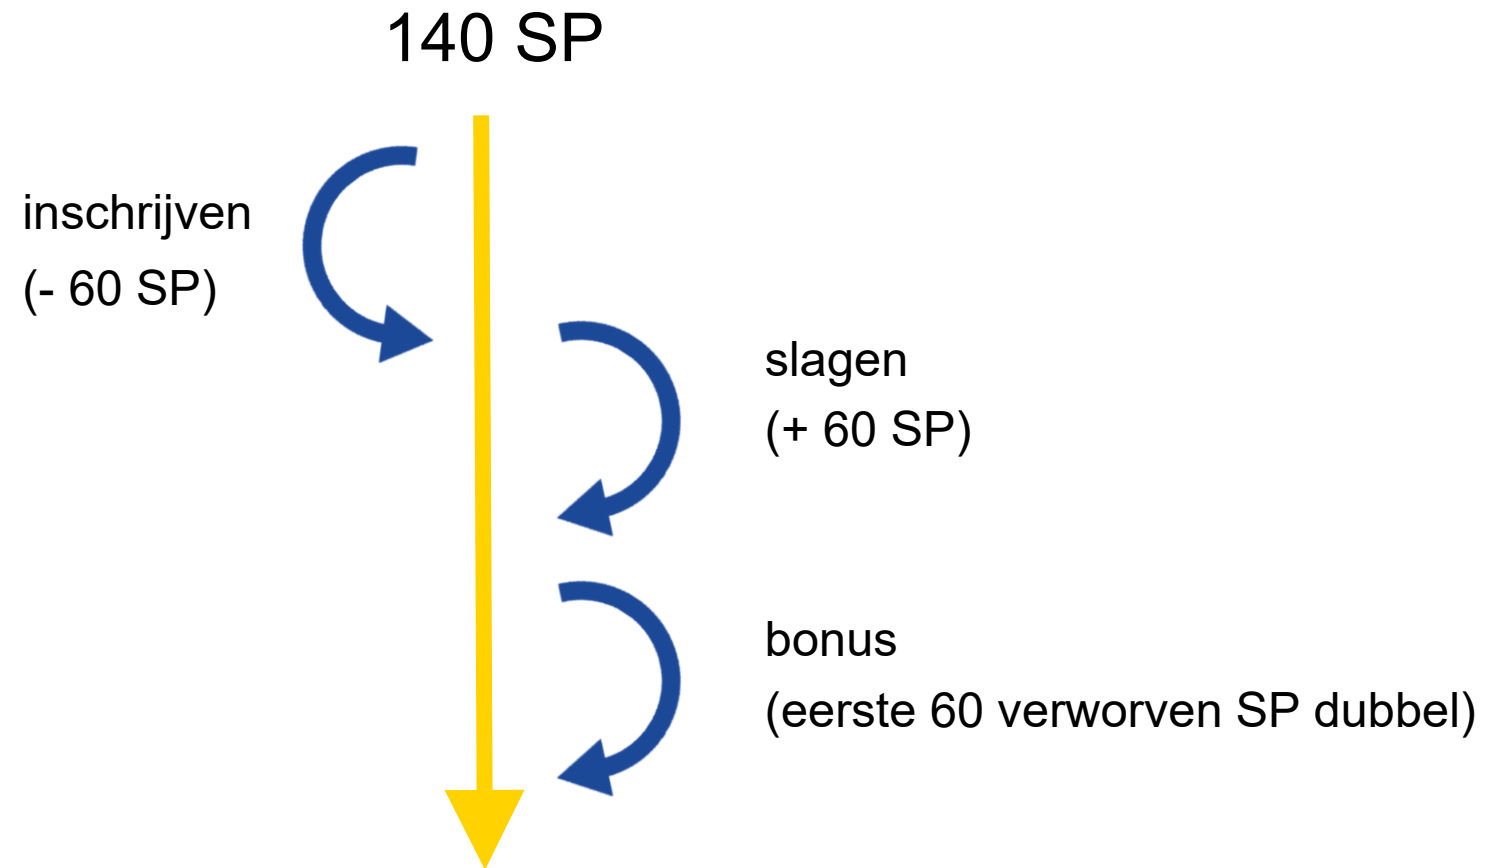 140 SP
inschrijven
(- 60 SP)
slagen
(+ 60 SP)
bonus
(eerste 60 verworven SP dubbel)